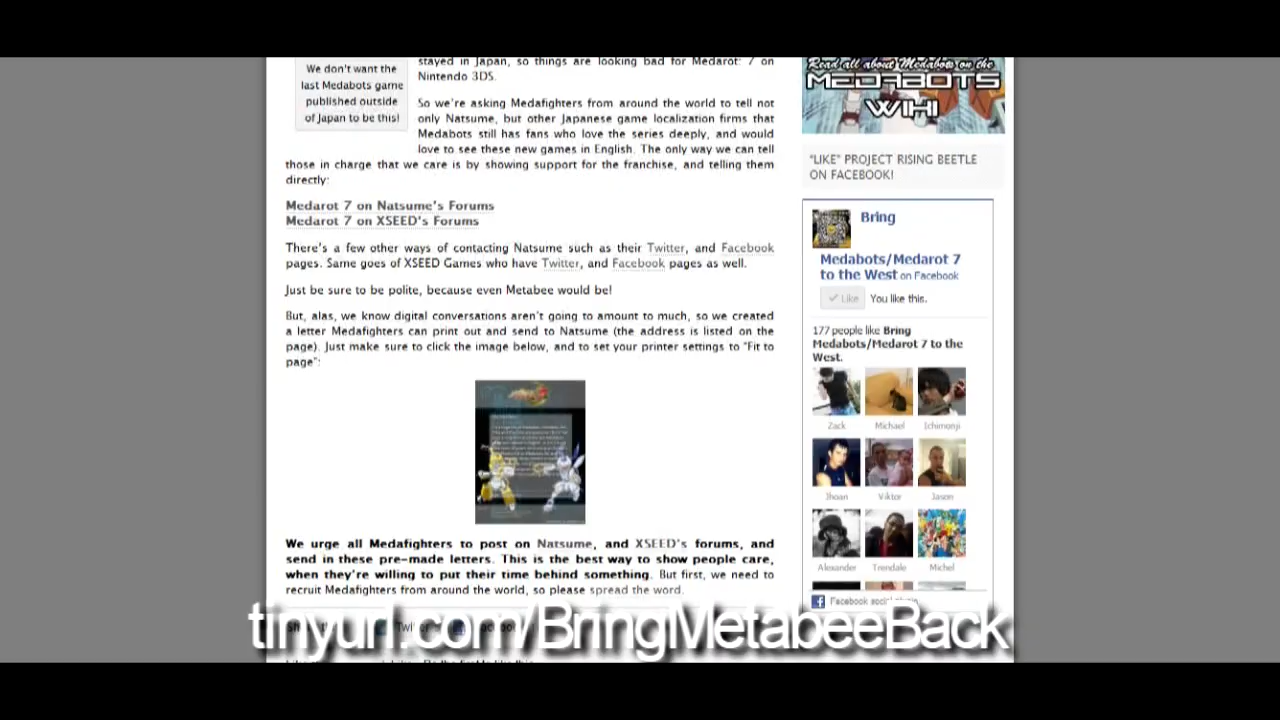 We don't want the
last Medabots game
published outside
of Japan to be this!
stayed in Japan, so things are looking bad for Medarot: 7 on
Nintendo 3DS.
So we're asking Medafighters from around the world to tell not
only Natsume, but other Japanese game localization firms that
Medabots still has fans who love the series deeply, and would
love to see these new games in English. The only way we can tell
those in charge that we care is by showing support for the franchise, and telling them
directly:
Medarot 7 on Natsume's Forums
Medarot 7 on XSEED's Forums
There's a few other ways of contacting Natsume such as their Twitter, and Facebook
pages. Same goes of XSEED Games who have Twitter, and Facebook pages as well.
Just be sure to be polite, because even Metabee would be!
But, alas, we know digital conversations aren't going to amount to much, so we created
a letter Medafighters can print out and send to Natsume (the address is listed on the
page). Just make sure to click the image below, and to set your printer settings to "Fit to
page":
We urge all Medafighters to post on Natsume, and XSEED's forums, and
send in these pre-made letters. This is the best way to show people care,
when they're willing to put their time behind something. But first, we need to
recruit Medafighters from around the world, so please spread the word.
Read all about Medabots on the
MEDABOTS
WIKI
"LIKE" PROJECT RISING BEETLE
ON FACEBOOK!
Bring
Medabots/Medarot 7
to the West on Facebook
Like You like this.
177 people like Bring
Medabots/Medarot 7 to the
West.
Zack Michael Ichimonji
Jhoan Viktor Jason
Alexander Trendale Michel
Facebook social plugin
tinyurl.com/BringMetabeeBack